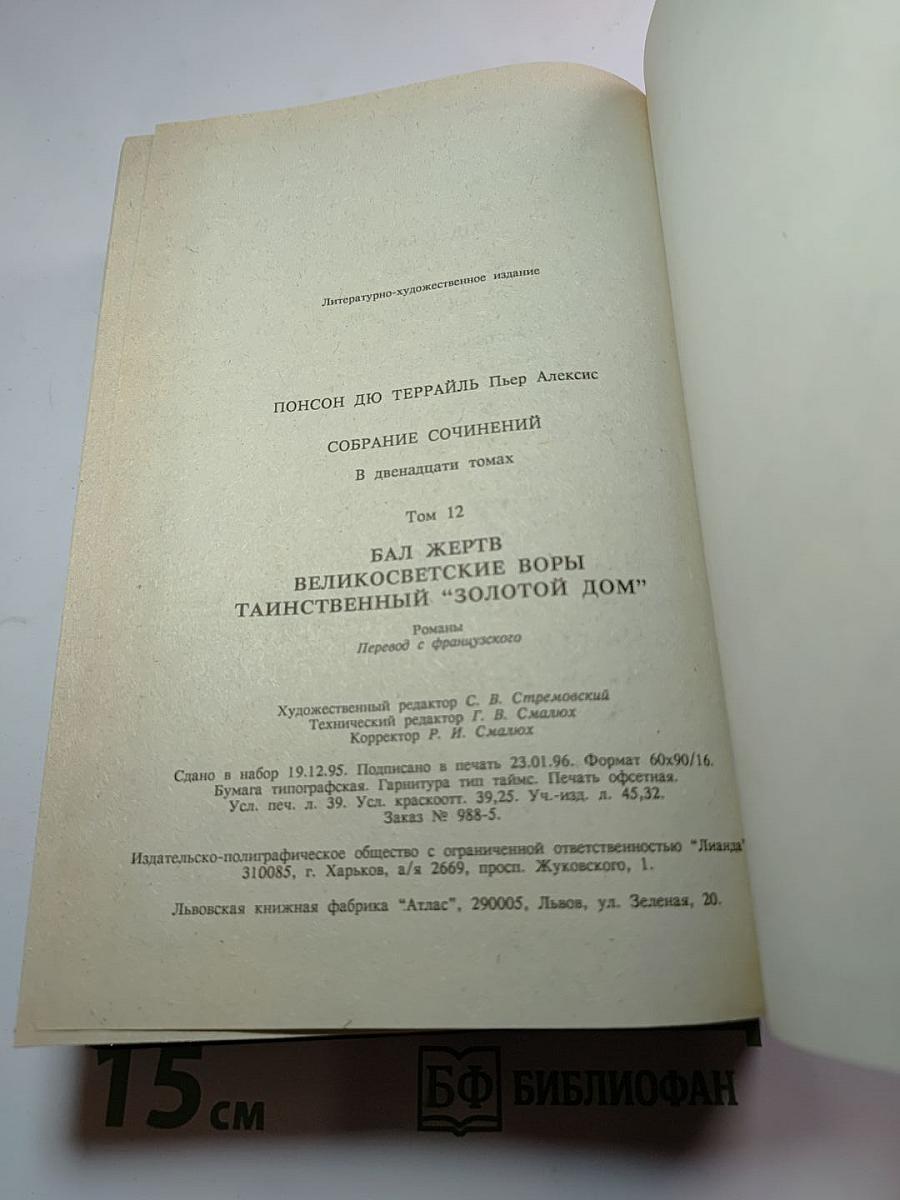 Литературно-художественное издание
ПОНСОН ДЮ ТЕРРАЙЛЬ Пьер Алексис
СОБРАНИЕ СОЧИНЕНИЙ
В двенадцати томах
Том 12
БАЛ ЖЕРТВ
ВЕЛИКОСВЕТСКИЕ ВОРЫ
ТАИНСТВЕННЫЙ "ЗОЛОТОЙ ДОМ"
Романы
Перевод с французского
Художественный редактор С. В. Стремовский
Технический редактор Г. В. Смалюх
Корректор Р. И. Смалюх
Сдано в набор 19.12.95. Подписано в печать 23.01.96. Формат 60х90/16.
Бумага типографская. Гарнитура тип таймс. Печать офсетная.
Усл. печ. л. 39. Усл. краскоотт. 39,25. Уч.-изд. л. 45,32.
Заказ № 988-5.
Издательско-полиграфическое общество с ограниченной ответственностью "Лианда"
310085, г. Харьков, а/я 2669, просп. Жуковского, 1.
Львовская книжная фабрика "Атлас", 290005, Львов, ул. Зеленая, 20.
15 см
БФ БИБЛИОФАН